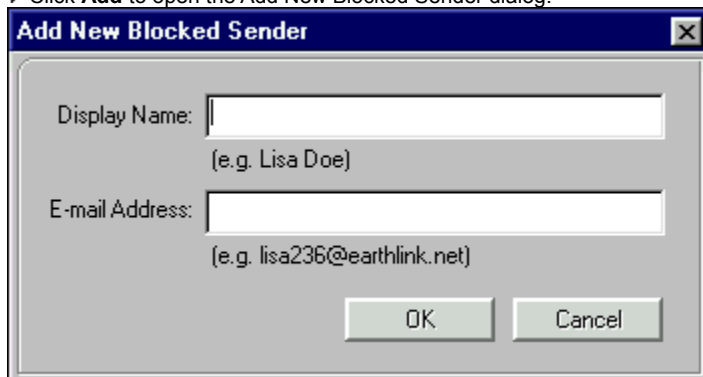 Click Add to open the Add New Blocked Sender dialog.
Add New Blocked Sender
Display Name:
(e.g. Lisa Doe)
E-mail Address:
(e.g. lisa236@earthlink.net)
OK
Cancel